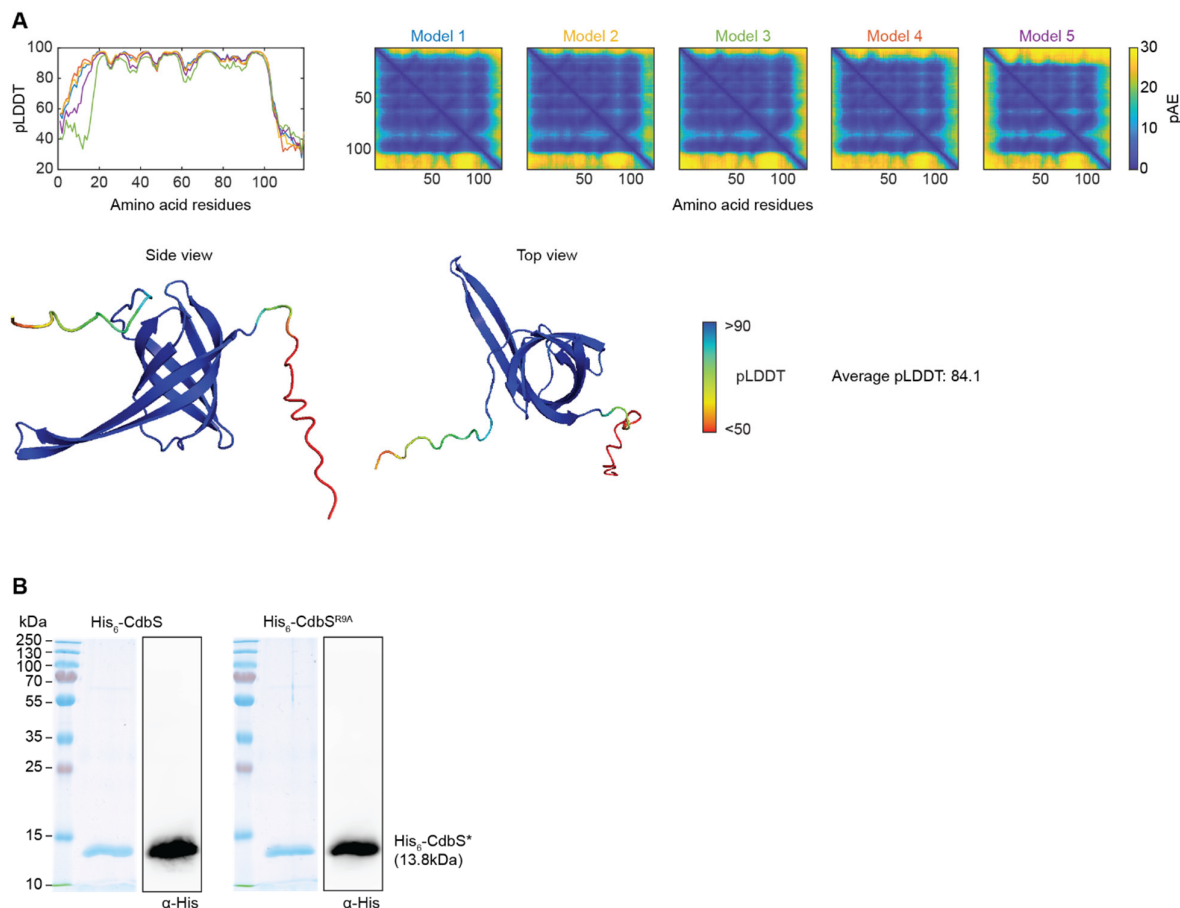 A
Model 1 Model 2 Model 3 Model 4 Model 5
pLDDT
100
80
60
40
20
0 20 40 60 80 100
Amino acid residues
50
100
50 100 50 100 50 100 50 100 50 100
Amino acid residues
30
20
10
0
pAE
Side view
Top view
>90
pLDDT
<50
Average pLDDT: 84.1
B
kDa
His₆-CdbS
His₆-CdbSᴿ⁹ᴬ
250
130
100
70
55
35
25
15
10
His₆-CdbS*
(13.8kDa)
α-His α-His